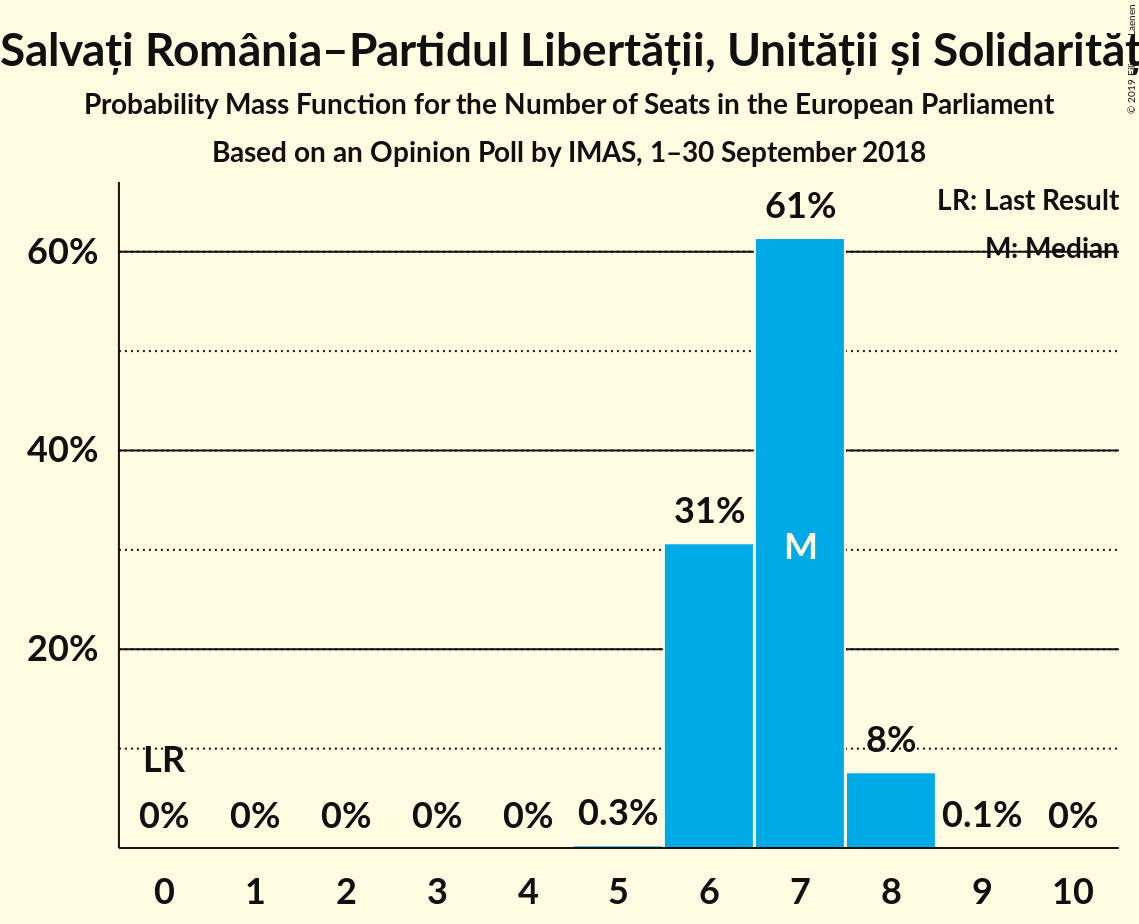 Salvați România–Partidul Libertății, Unității și Solidarităț
Probability Mass Function for the Number of Seats in the European Parliament
Based on an Opinion Poll by IMAS, 1–30 September 2018
© 2019
LR: Last Result
M: Median
61%
60%
40%
31%
M
20%
LR
8%
0% 0% 0% 0% 0% 0.3% 0.1% 0%
0 1 2 3 4 5 6 7 8 9 10